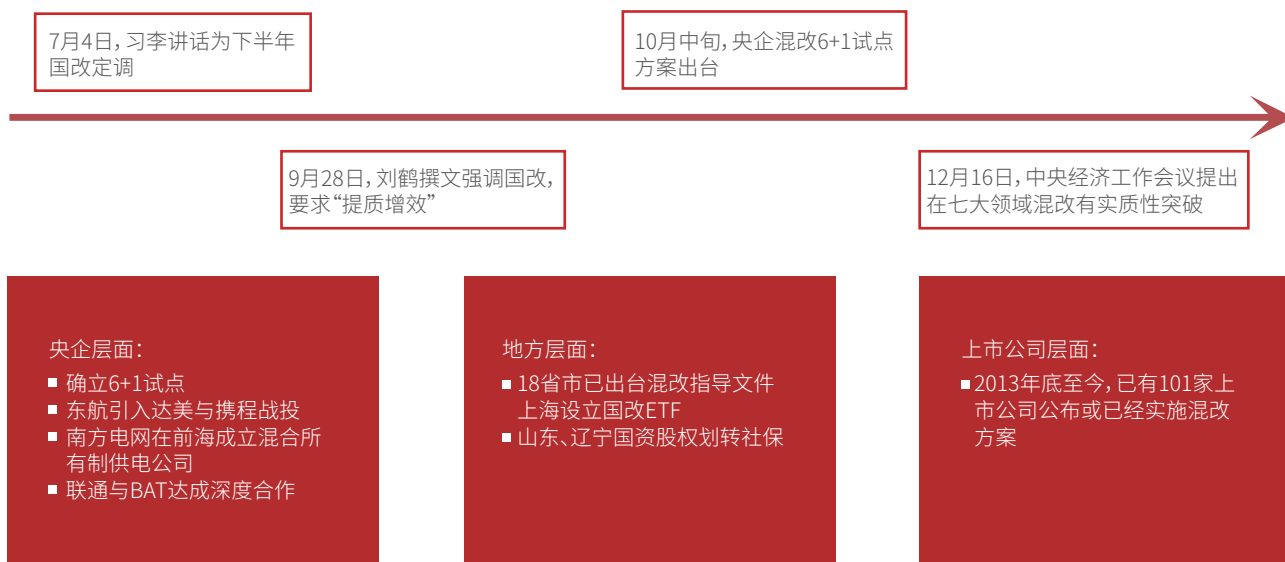 7月4日，习李讲话为下半年
国改定调
10月中旬，央企混改6+1试点
方案出台
9月28日，刘鹤撰文强调国改，
要求“提质增效”
12月16日，中央经济工作会议提出
在七大领域混改有实质性突破
央企层面：
■ 确立6+1试点
■ 东航引入达美与携程战投
■ 南方电网在前海成立混合所
有制供电公司
■ 联通与BAT达成深度合作
地方层面：
■ 18省市已出台混改指导文件
上海设立国改ETF
■ 山东、辽宁国资股权划转社保
上市公司层面：
■ 2013年底至今，已有101家上
市公司公布或已经实施混改
方案